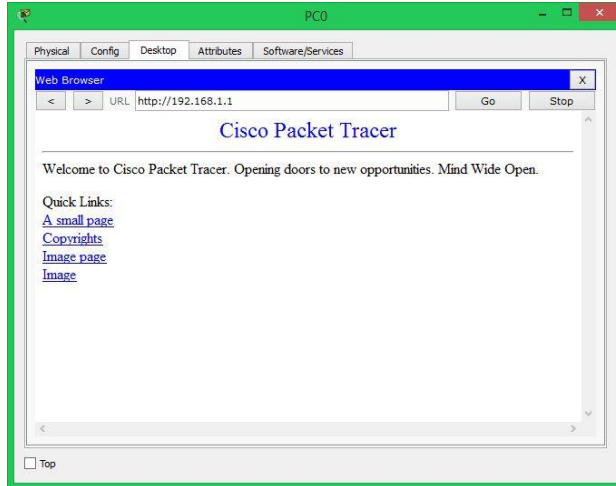 PC0
Physical Config Desktop Attributes Software/Services
Web Browser X
< > URL http://192.168.1.1 Go Stop
Cisco Packet Tracer
Welcome to Cisco Packet Tracer. Opening doors to new opportunities. Mind Wide Open.
Quick Links:
A small page
Copyrights
Image page
Image
Top